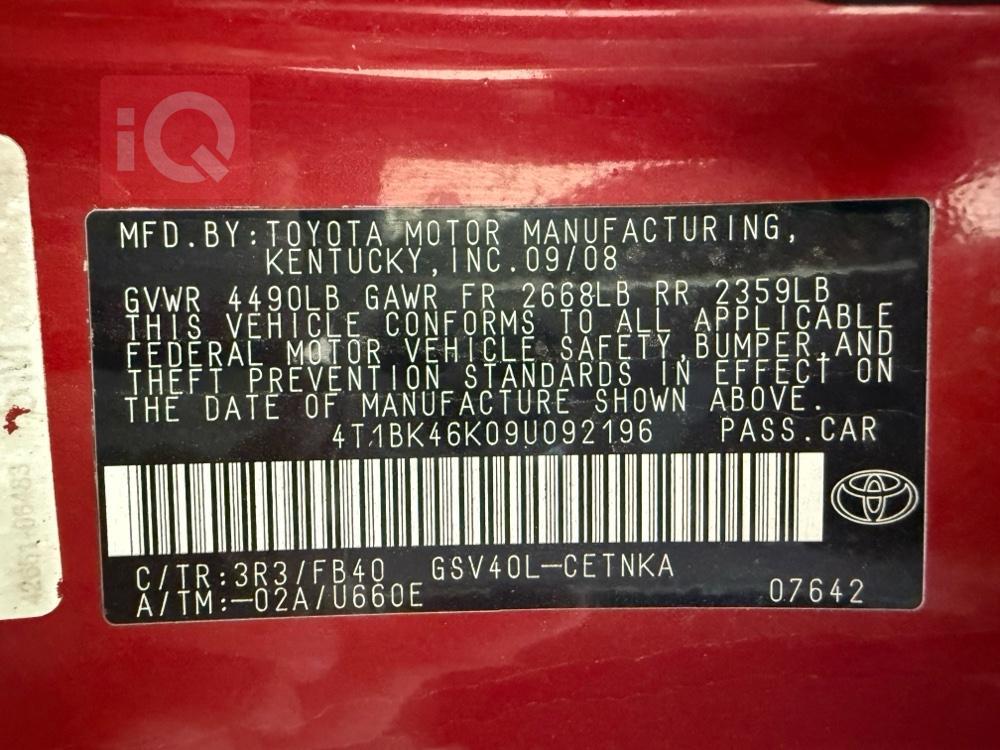 iQ
MFD.BY:TOYOTA MOTOR MANUFACTURING,
KENTUCKY,INC.09/08
GVWR 4490LB GAWR FR 2668LB RR 2359LB
THIS VEHICLE CONFORMS TO ALL APPLICABLE
FEDERAL MOTOR VEHICLE SAFETY,BUMPER,AND
THEFT PREVENTION STANDARDS IN EFFECT ON
THE DATE OF MANUFACTURE SHOWN ABOVE.
4T1BK46K09U092196 PASS.CAR
C/TR:3R3/FB40 GSV40L-CETNKA
A/TM:-02A/U660E 07642